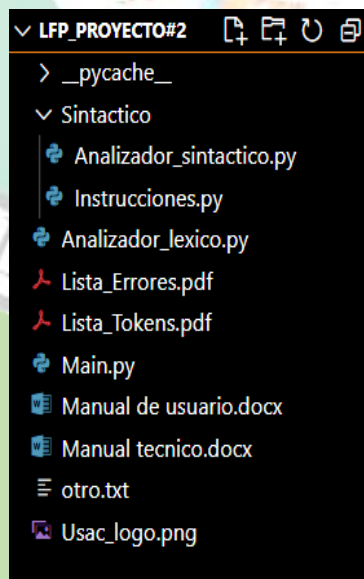 LFP_PROYECTO#2
__pycache__
Sintactico
Analizador_sintactico.py
Instrucciones.py
Analizador_lexico.py
Lista_Errores.pdf
Lista_Tokens.pdf
Main.py
Manual de usuario.docx
Manual tecnico.docx
otro.txt
Usac_logo.png